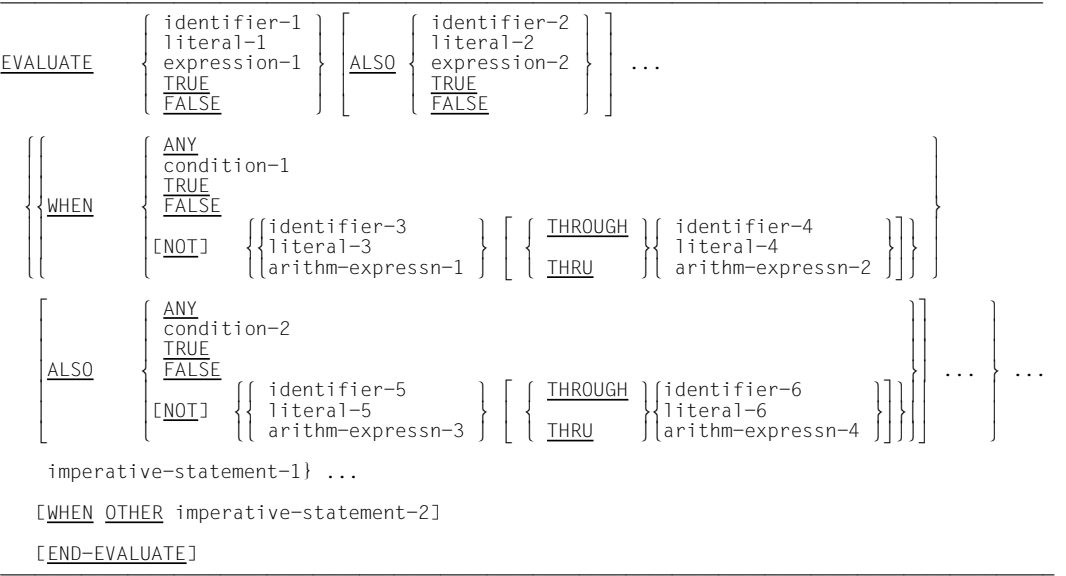 identifier-1 identifier-2
literal-1 literal-2
EVALUATE expression-1 ALSO expression-2 ...
TRUE TRUE
FALSE FALSE
ANY
condition-1
TRUE
WHEN FALSE
identifier-3 THROUGH identifier-4
[NOT] literal-3 literal-4
arithm-expressn-1 THRU arithm-expressn-2
ANY
condition-2
TRUE
ALSO FALSE ... ...
identifier-5 THROUGH identifier-6
[NOT] literal-5 literal-6
arithm-expressn-3 THRU arithm-expressn-4
imperative-statement-1} ...
[WHEN OTHER imperative-statement-2]
[END-EVALUATE]